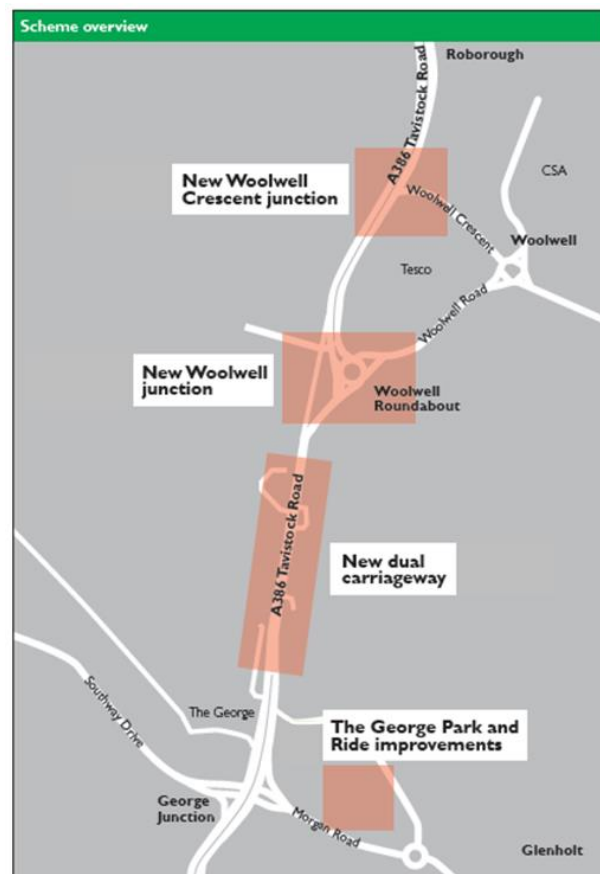 Scheme overview
Roborough
A386 Tavistock Road
New Woolwell
Crescent junction
CSA
Woolwell Crescent
Woolwell
Tesco
Woolwell Road
New Woolwell
junction
Woolwell
Roundabout
A386 Tavistock Road
New dual
carriageway
Southway Drive
The George
The George Park and
Ride improvements
George
Junction
Morgan Road
Glenholt